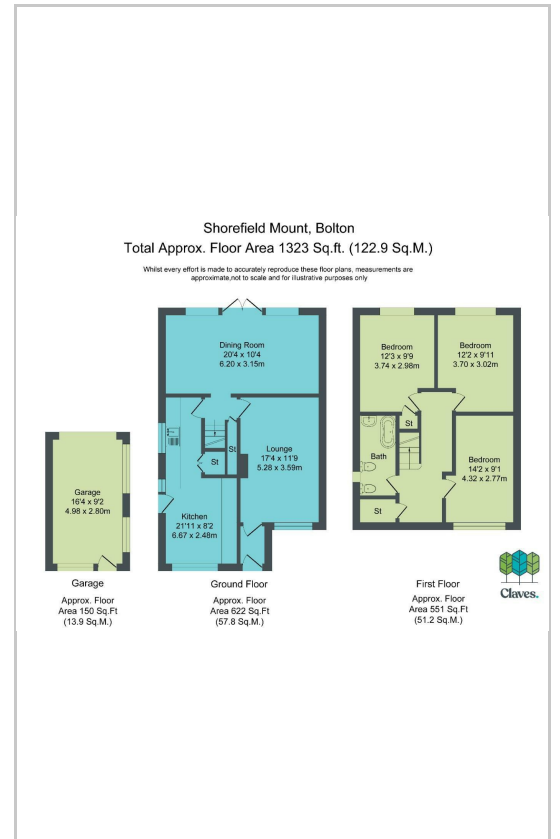 Shorefield Mount, Bolton
Total Approx. Floor Area 1323 Sq.ft. (122.9 Sq.M.)
Whilst every effort is made to accurately reproduce these floor plans, measurements are
approximate,not to scale and for illustrative purposes only
Garage
16'4 x 9'2
4.98 x 2.80m
Garage
Approx. Floor
Area 150 Sq.Ft
(13.9 Sq.M.)
Dining Room
20'4 x 10'4
6.20 x 3.15m
St
St
Lounge
17'4 x 11'9
5.28 x 3.59m
Kitchen
21'11 x 8'2
6.67 x 2.48m
Ground Floor
Approx. Floor
Area 622 Sq.Ft
(57.8 Sq.M.)
Bedroom
12'3 x 9'9
3.74 x 2.98m
Bedroom
12'2 x 9'11
3.70 x 3.02m
St
Bath
Bedroom
14'2 x 9'1
4.32 x 2.77m
St
First Floor
Approx. Floor
Area 551 Sq.Ft
(51.2 Sq.M.)
Claves.